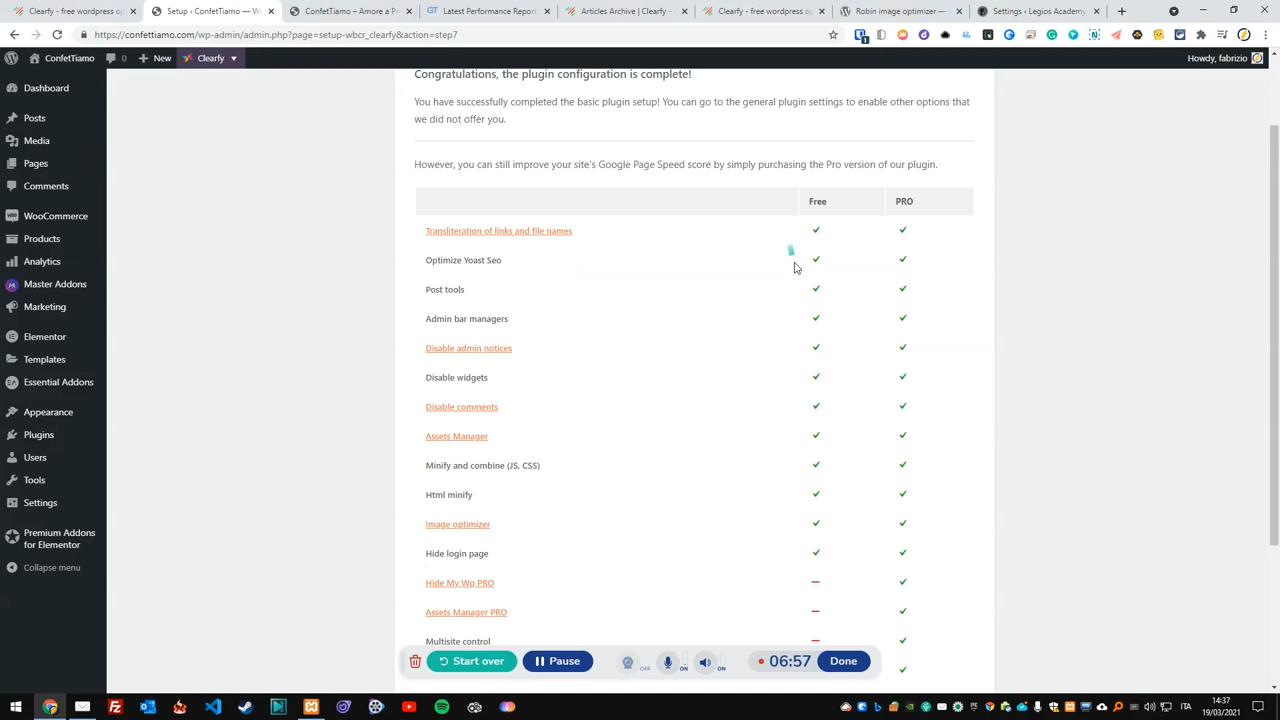 Clearfy – WordPress optimizat
Setup ‹ ConfetTiamo — W
ConfetTiamo – Amore a Pe
Latest Performance Repo
Articles Archive | Clearfy -
Clearfy - free wordpress o
Robin image optimizer —
Settings ‹ Legios Academy
https://confettiamo.com/wp-admin/admin.php?page=setup-wbcr_clearfy&action=step7
ConfetTiamo
0
New
Clearfy
Howdy, fabrizio
Dashboard
Posts
Media
Pages
Comments
WooCommerce
Products
Analytics
Master Addons
Marketing
Elementor
Templates
Essential Addons
Appearance
Plugins
Users
Tools
Settings
Premium Addons
for Elementor
Collapse menu
Congratulations, the plugin configuration is complete!
You have successfully completed the basic plugin setup! You can go to the general plugin settings to enable other options that
we did not offer you.
However, you can still improve your site's Google Page Speed score by simply purchasing the Pro version of our plugin.
Free PRO
Transliteration of links and file names
Optimize Yoast Seo
Post tools
Admin bar managers
Disable admin notices
Disable widgets
Disable comments
Assets Manager
Minify and combine (JS, CSS)
Html minify
Image optimizer
Hide login page
Hide My Wp PRO
Assets Manager PRO
Multisite control
Start over
Pause
OFF
ON
ON
06:57
Done
ITA
14:37
19/03/2021